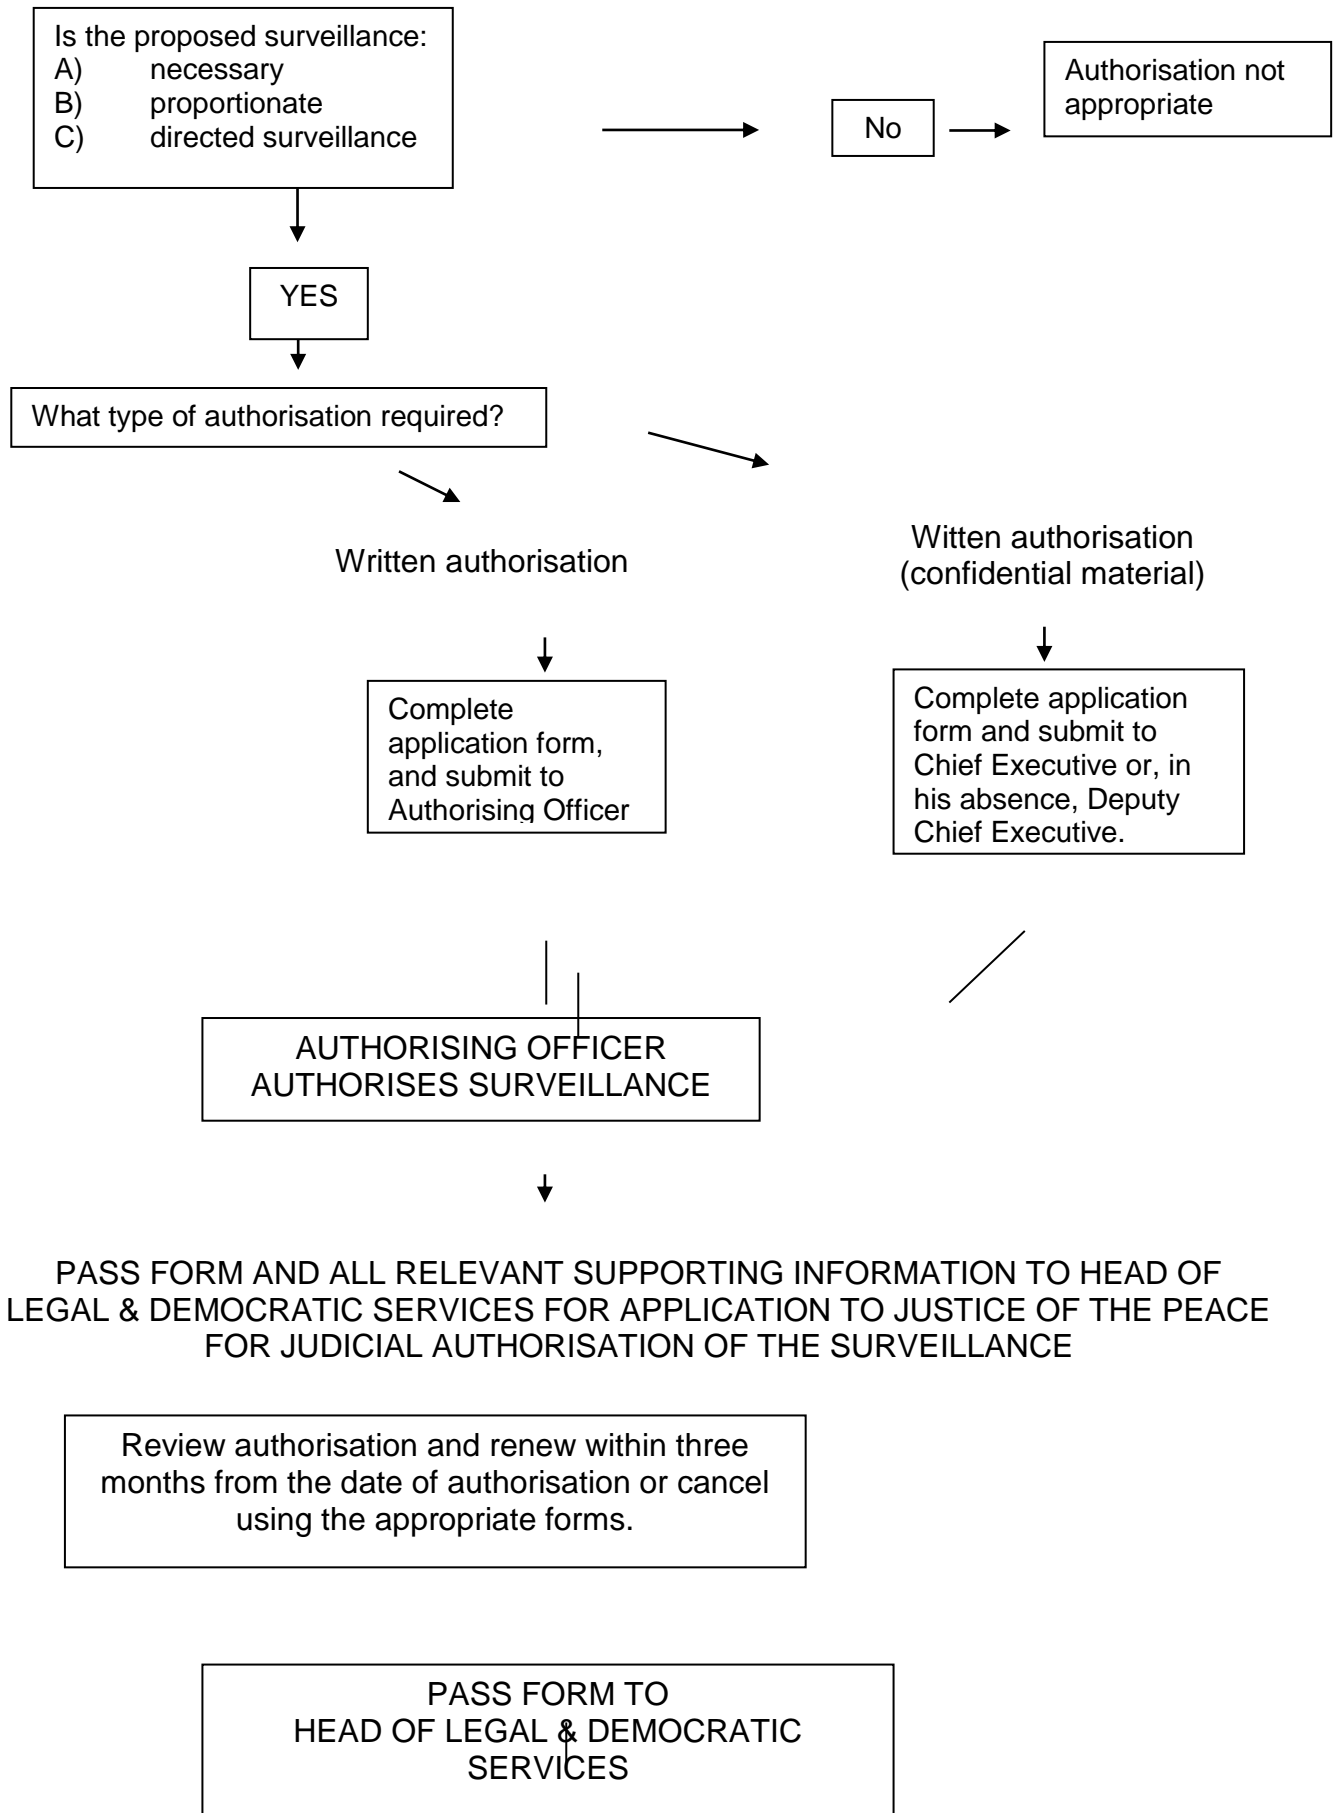 Is the proposed surveillance:
A) necessary
B) proportionate
C) directed surveillance
No
Authorisation not
appropriate
YES
What type of authorisation required?
Written authorisation
Witten authorisation
(confidential material)
Complete
application form,
and submit to
Authorising Officer
Complete application
form and submit to
Chief Executive or, in
his absence, Deputy
Chief Executive.
AUTHORISING OFFICER
AUTHORISES SURVEILLANCE
PASS FORM AND ALL RELEVANT SUPPORTING INFORMATION TO HEAD OF
LEGAL & DEMOCRATIC SERVICES FOR APPLICATION TO JUSTICE OF THE PEACE
FOR JUDICIAL AUTHORISATION OF THE SURVEILLANCE
Review authorisation and renew within three
months from the date of authorisation or cancel
using the appropriate forms.
PASS FORM TO
HEAD OF LEGAL & DEMOCRATIC
SERVICES